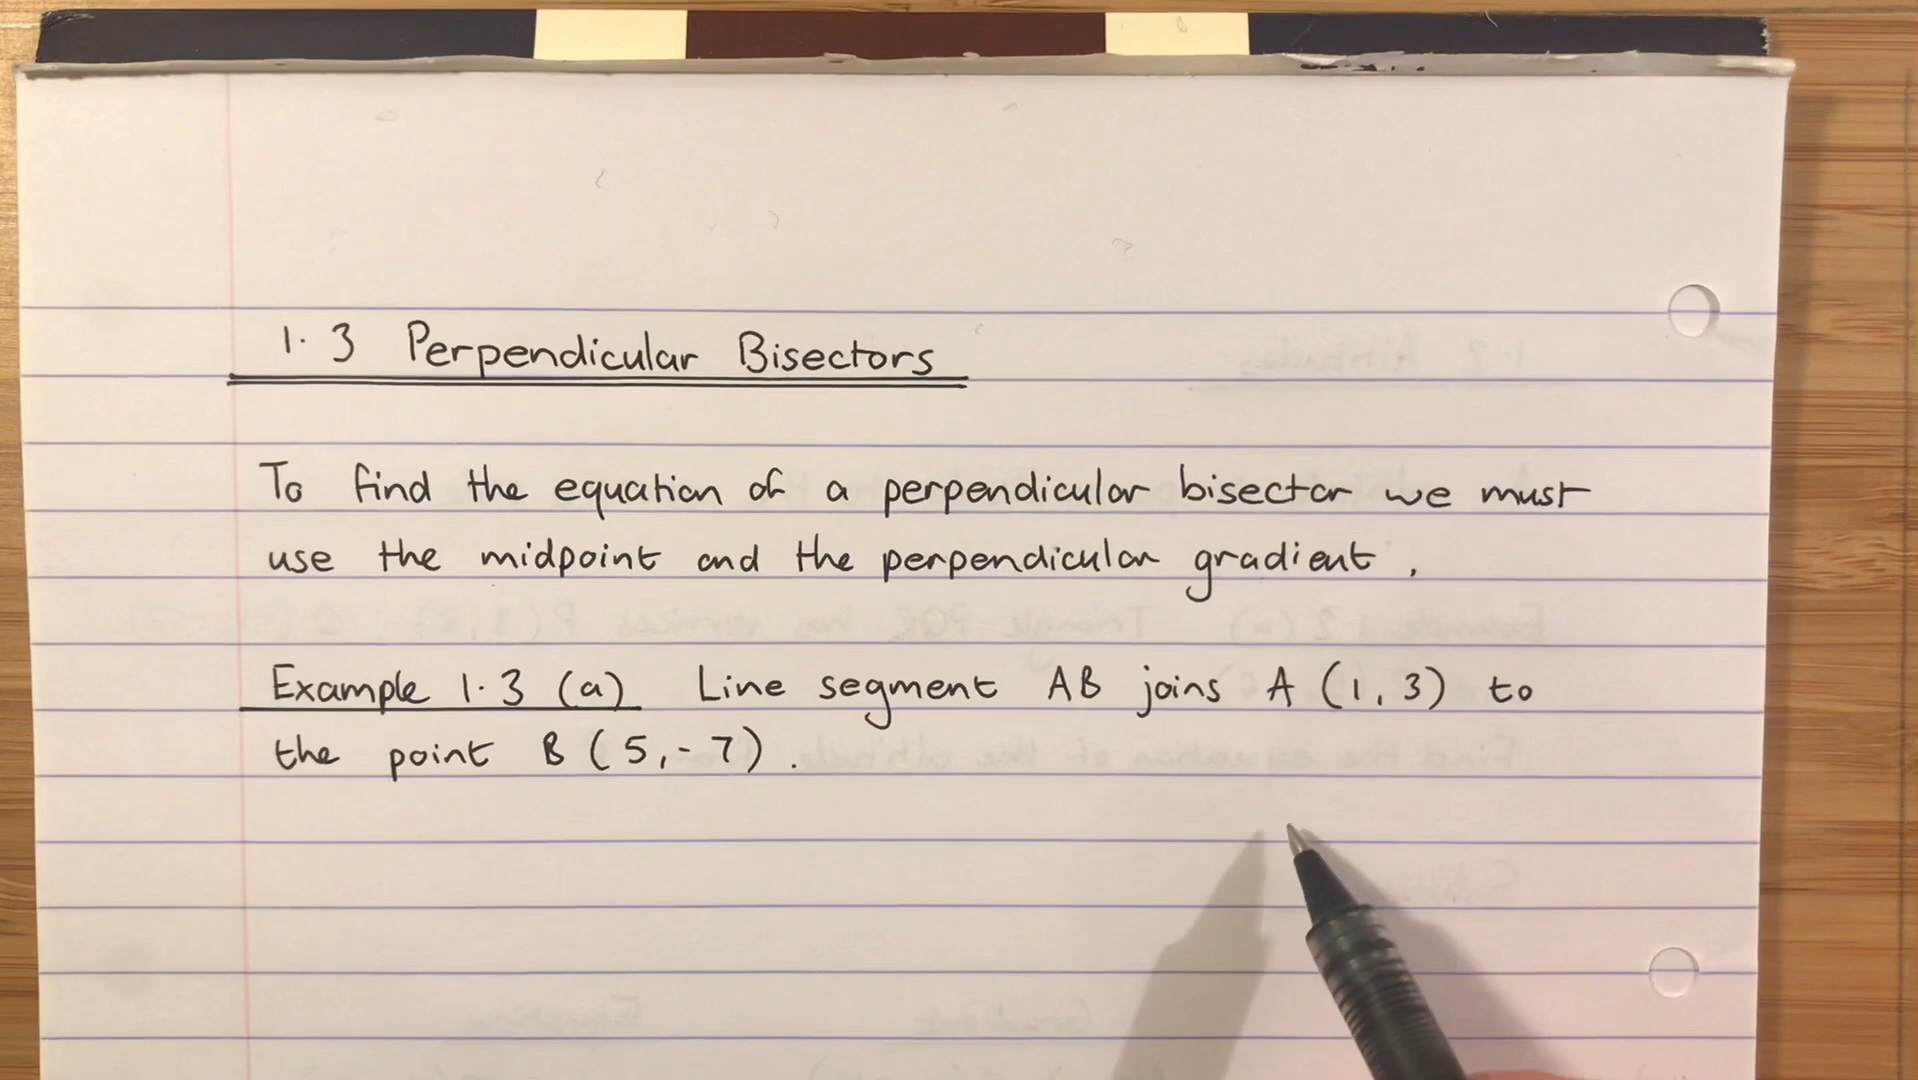 1.3 Perpendicular Bisectors
To find the equation of a perpendicular bisector we must
use the midpoint and the perpendicular gradient.
Example 1.3 (a) Line segment AB joins A (1, 3) to
the point B (5, -7).